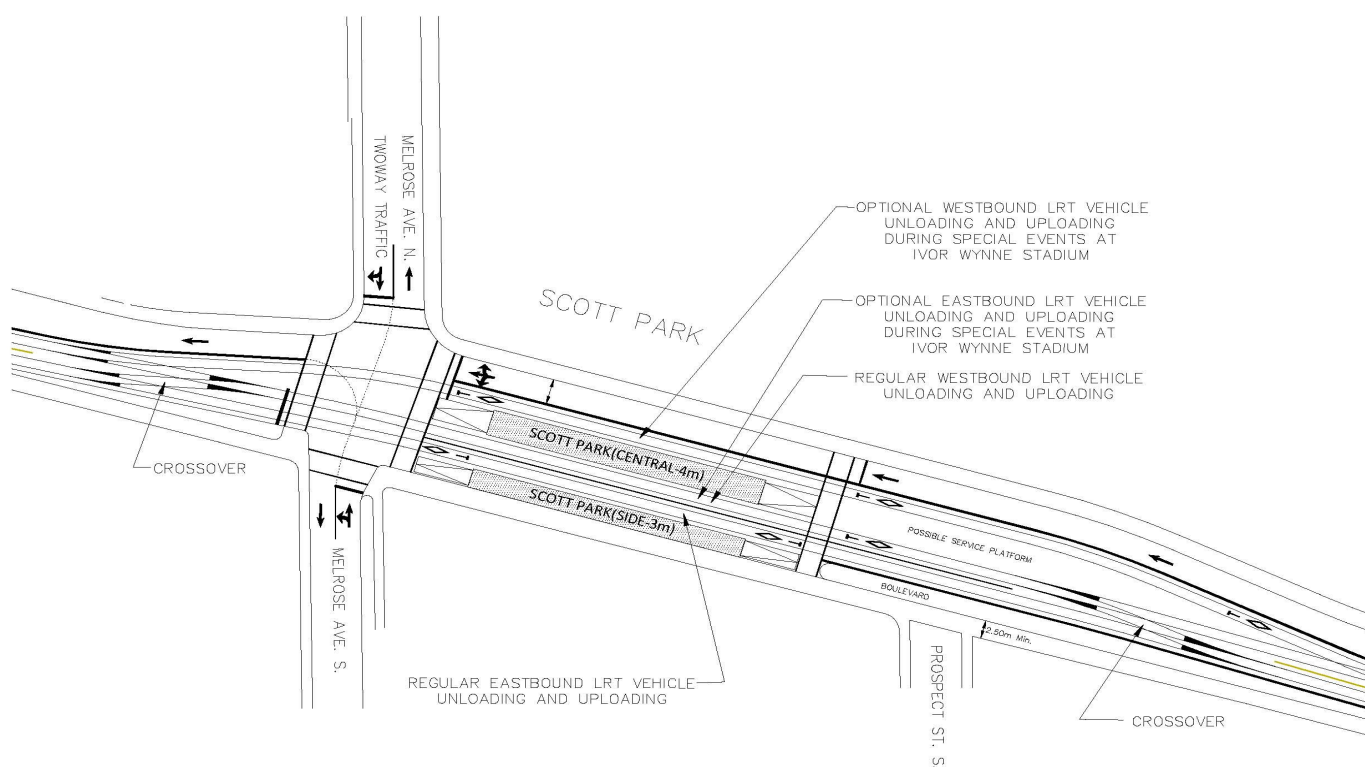 MELROSE AVE. N.
TWOWAY TRAFFIC
SCOTT PARK
OPTIONAL WESTBOUND LRT VEHICLE
UNLOADING AND UPLOADING
DURING SPECIAL EVENTS AT
IVOR WYNNE STADIUM
OPTIONAL EASTBOUND LRT VEHICLE
UNLOADING AND UPLOADING
DURING SPECIAL EVENTS AT
IVOR WYNNE STADIUM
REGULAR WESTBOUND LRT VEHICLE
UNLOADING AND UPLOADING
CROSSOVER
SCOTT PARK(CENTRAL-4m)
SCOTT PARK(SIDE-3m)
POSSIBLE SERVICE PLATFORM
BOULEVARD
2.50m Min.
MELROSE AVE. S.
REGULAR EASTBOUND LRT VEHICLE
UNLOADING AND UPLOADING
PROSPECT ST. S
CROSSOVER